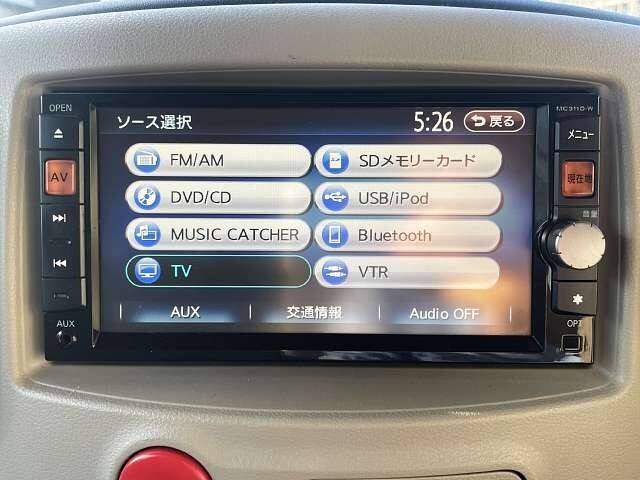 OPEN
MC311D-W
ソース選択
5:26
戻る
メニュー
AV
FM/AM
SDメモリーカード
現在地
DVD/CD
USB/iPod
音量
MUSIC CATCHER
Bluetooth
TV
VTR
AUX
交通情報
Audio OFF
AUX
OPT